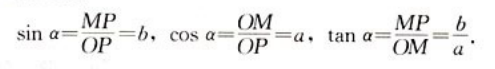 sin α=MP/OP=b, cos α=OM/OP=a, tan α=MP/OM=b/a.